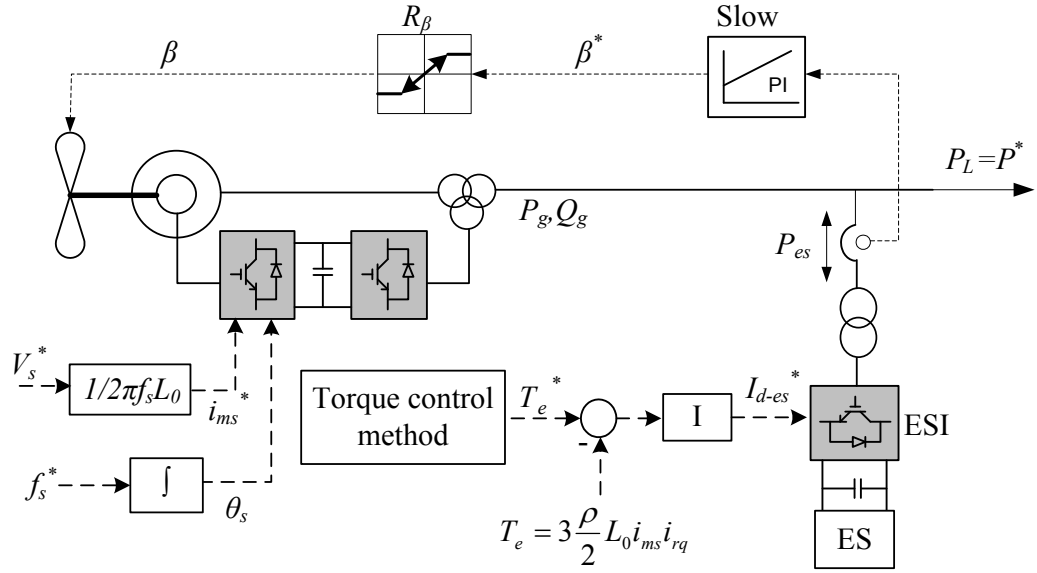 R_β
Slow
β
β^*
PI
P_L=P^*
P_g,Q_g
P_es
V_s^*
1/2πf_sL_0
i_ms^*
Torque control
method
T_e^*
-
I
I_{d-es}^*
ESI
f_s^*
∫
θ_s
T_e = 3 ρ/2 L_0 i_ms i_rq
ES